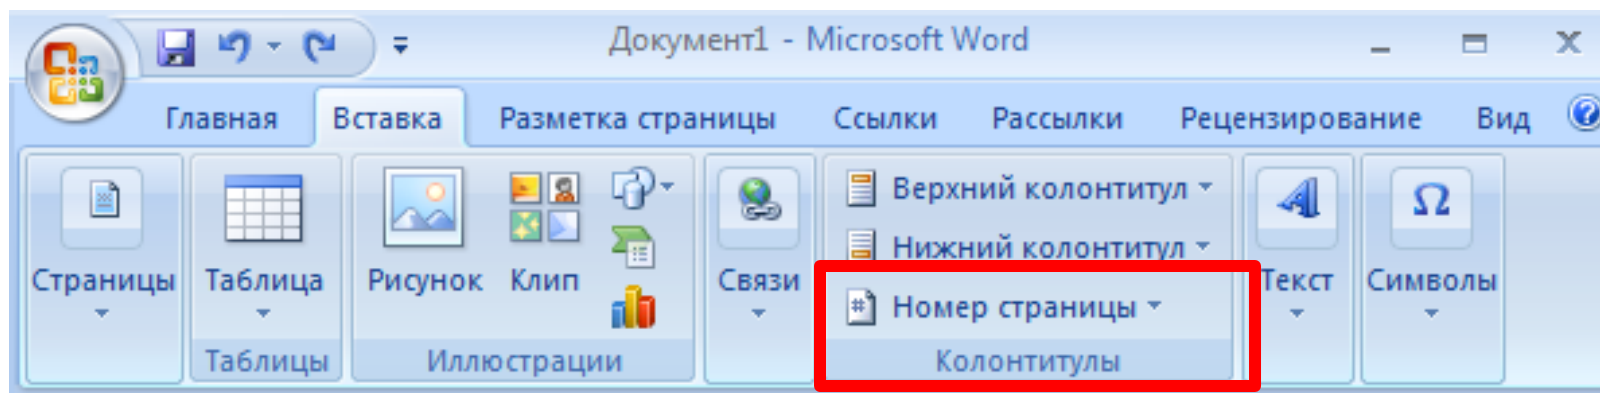 Документ1 - Microsoft Word
Главная Вставка Разметка страницы Ссылки Рассылки Рецензирование Вид
Верхний колонтитул
Нижний колонтитул
Страницы Таблица Рисунок Клип Связи Текст Символы
Номер страницы
Таблицы Иллюстрации Колонтитулы